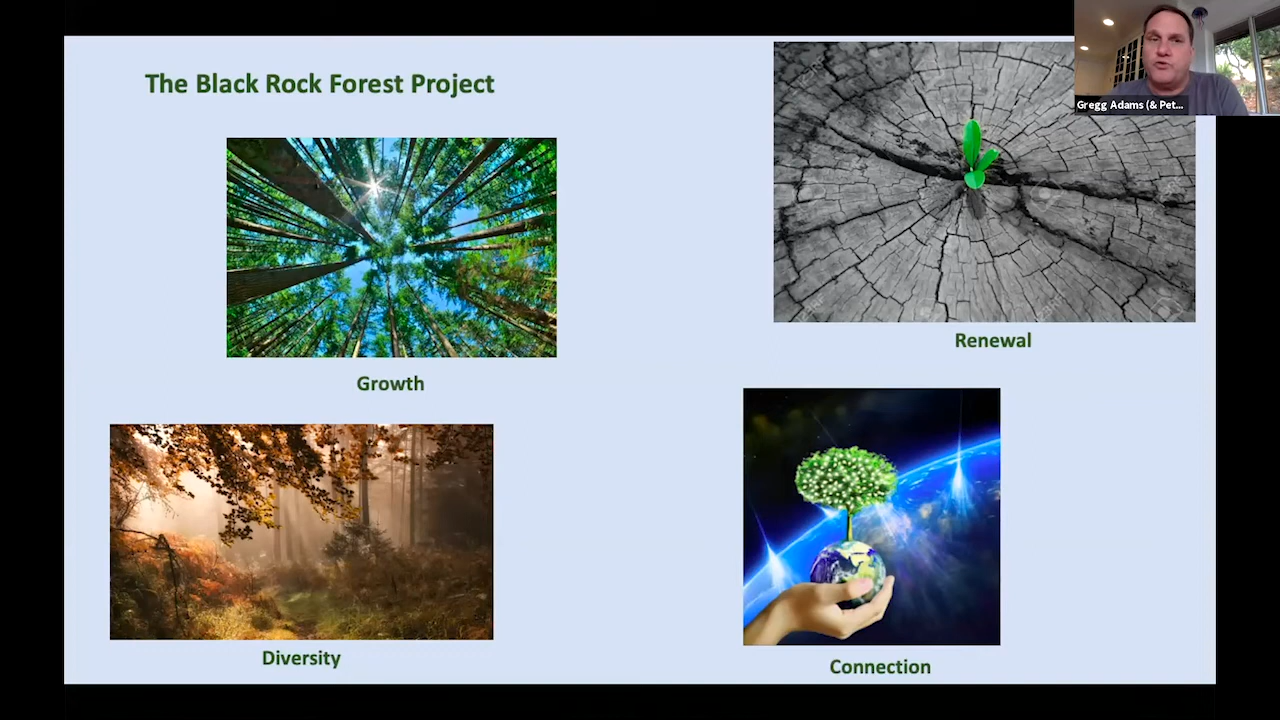 The Black Rock Forest Project
Gregg Adams (& Pet...
Growth
Renewal
Diversity
Connection